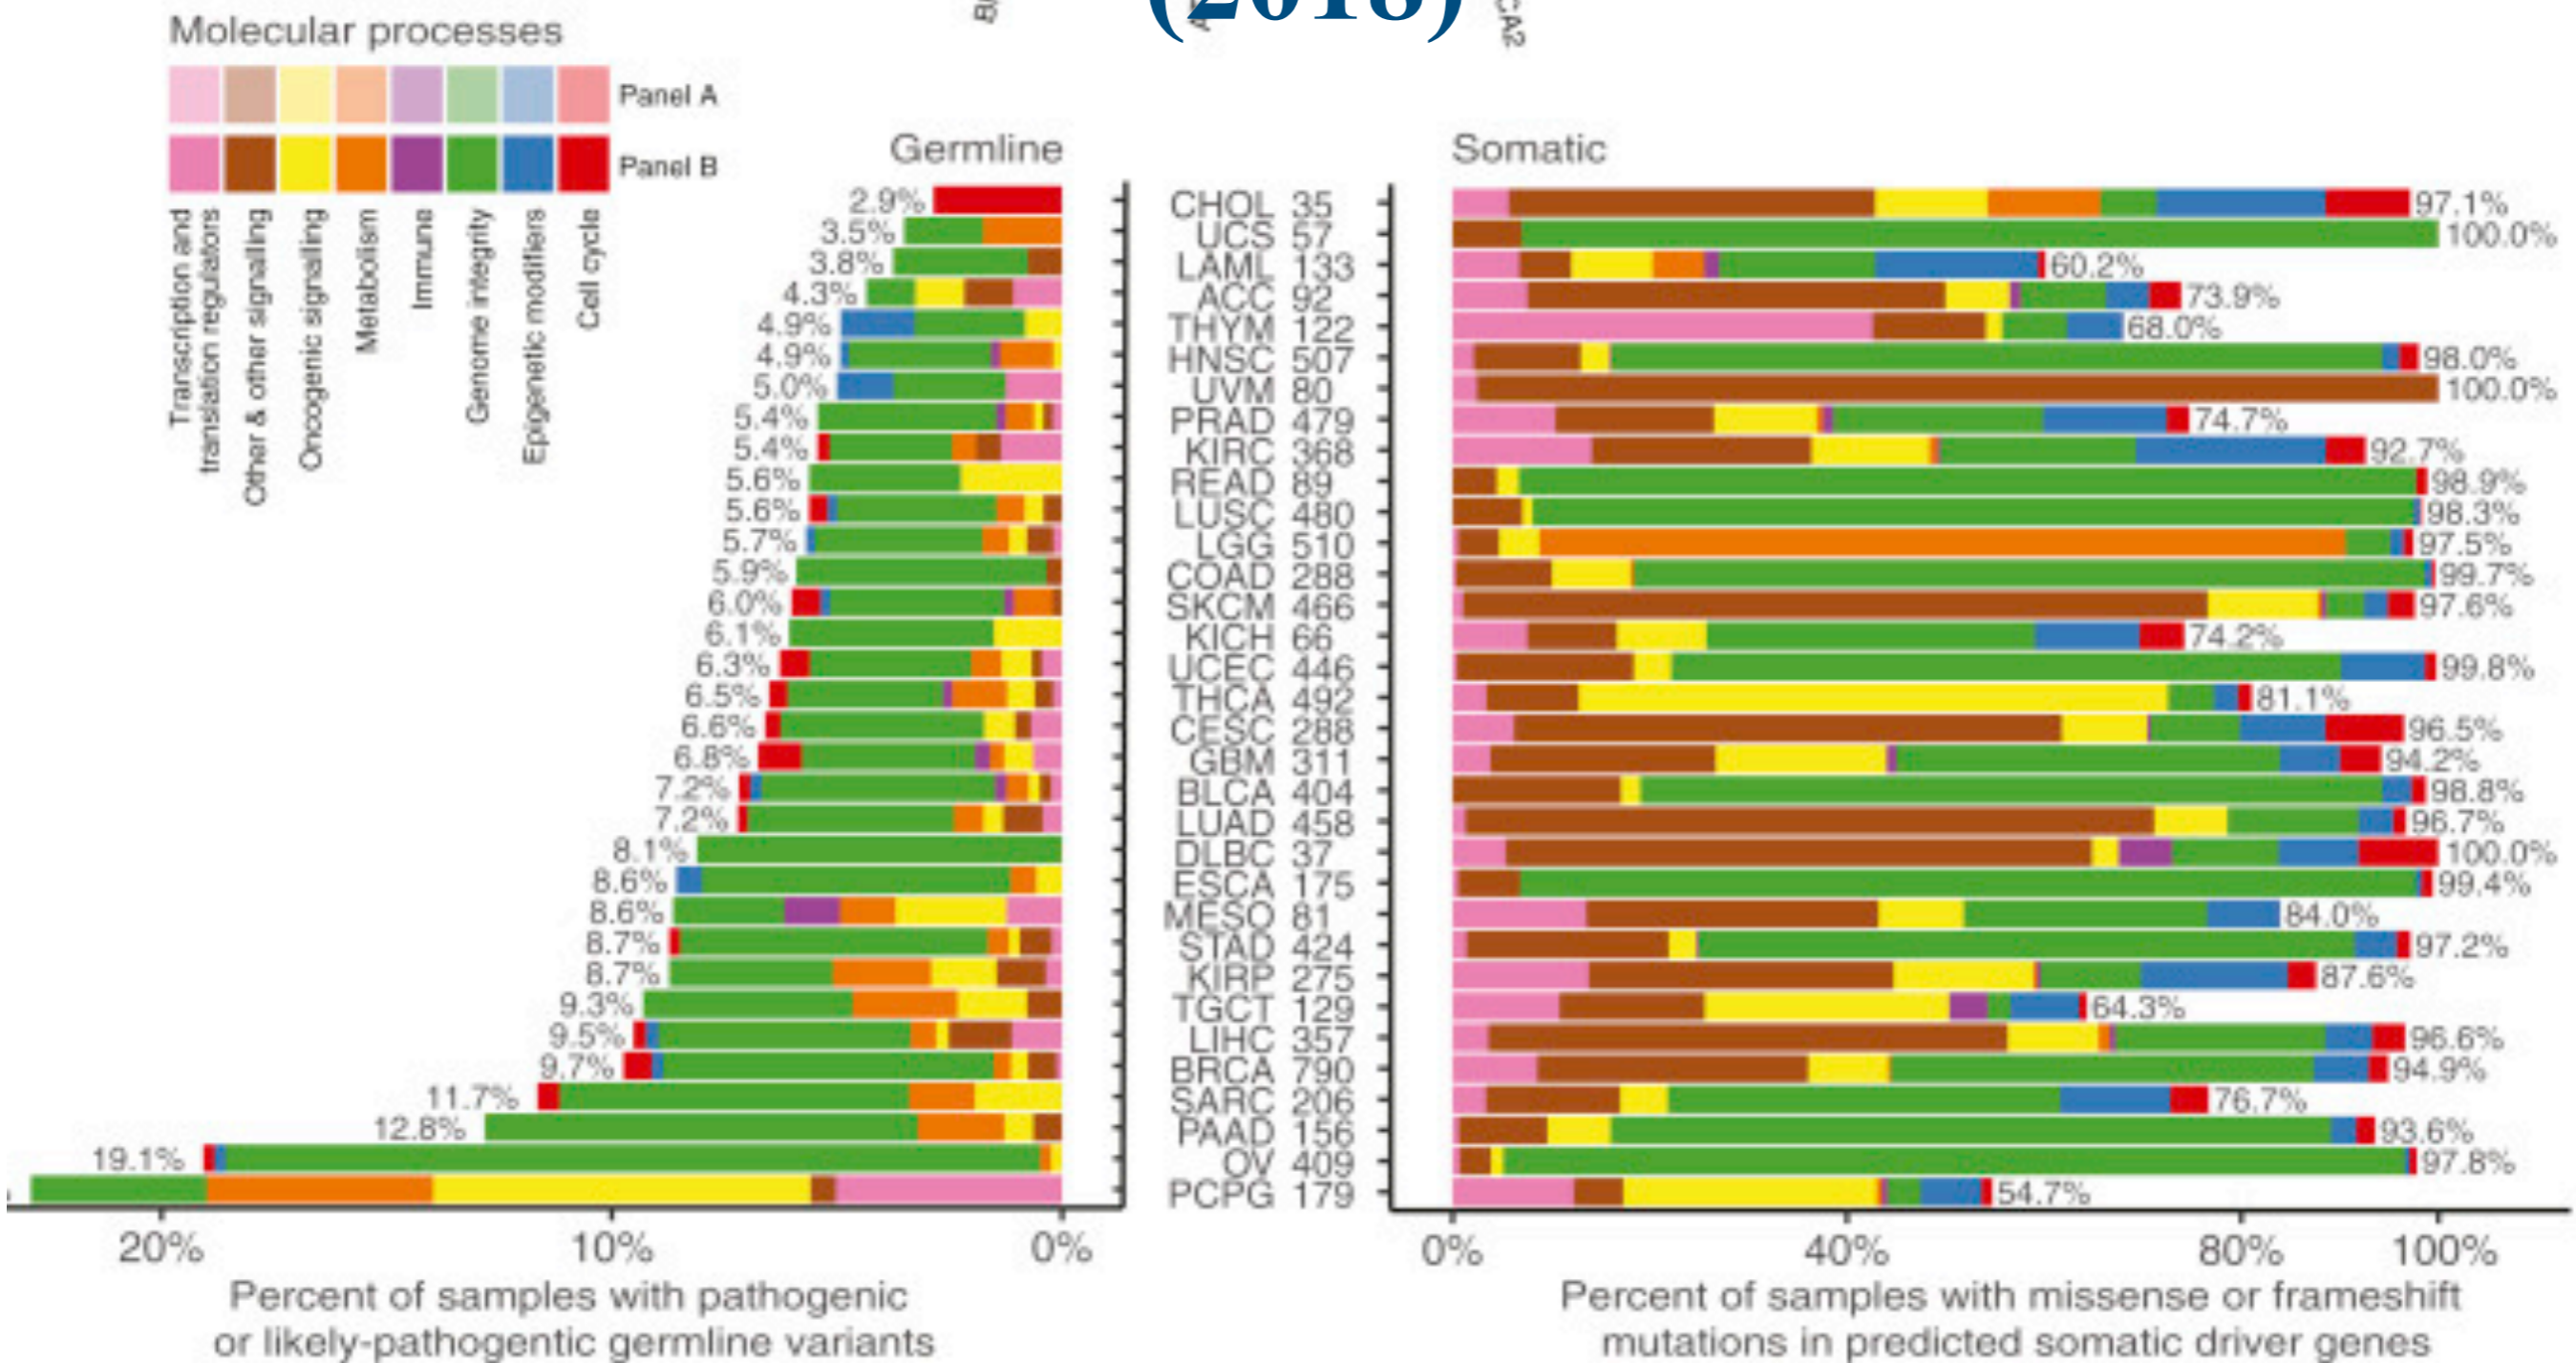 (2018)
CA2
Molecular processes
Panel A
Panel B
Transcription and
translation regulators
Other & other signalling
Oncogenic signalling
Metabolism
Immune
Genome integrity
Epigenetic modifiers
Cell cycle
Germline
Somatic
2.9% CHOL 35 97.1%
3.5% UCS 57 100.0%
3.8% LAML 133 60.2%
4.3% ACC 92 73.9%
4.9% THYM 122 68.0%
4.9% HNSC 507 98.0%
5.0% UVM 80 100.0%
5.4% PRAD 479 74.7%
5.4% KIRC 368 92.7%
5.6% READ 89 98.9%
5.6% LUSC 480 98.3%
5.7% LGG 510 97.5%
5.9% COAD 288 99.7%
6.0% SKCM 466 97.6%
6.1% KICH 66 74.2%
6.3% UCEC 446 99.8%
6.5% THCA 492 81.1%
6.6% CESC 288 96.5%
6.8% GBM 311 94.2%
7.2% BLCA 404 98.8%
7.2% LUAD 458 96.7%
8.1% DLBC 37 100.0%
8.6% ESCA 175 99.4%
8.6% MESO 81 84.0%
8.7% STAD 424 97.2%
8.7% KIRP 275 87.6%
9.3% TGCT 129 64.3%
9.5% LIHC 357 96.6%
9.7% BRCA 790 94.9%
11.7% SARC 206 76.7%
12.8% PAAD 156 93.6%
19.1% OV 409 97.8%
PCPG 179 54.7%
20% 10% 0%
0% 40% 80% 100%
Percent of samples with pathogenic
or likely-pathogentic germline variants
Percent of samples with missense or frameshift
mutations in predicted somatic driver genes